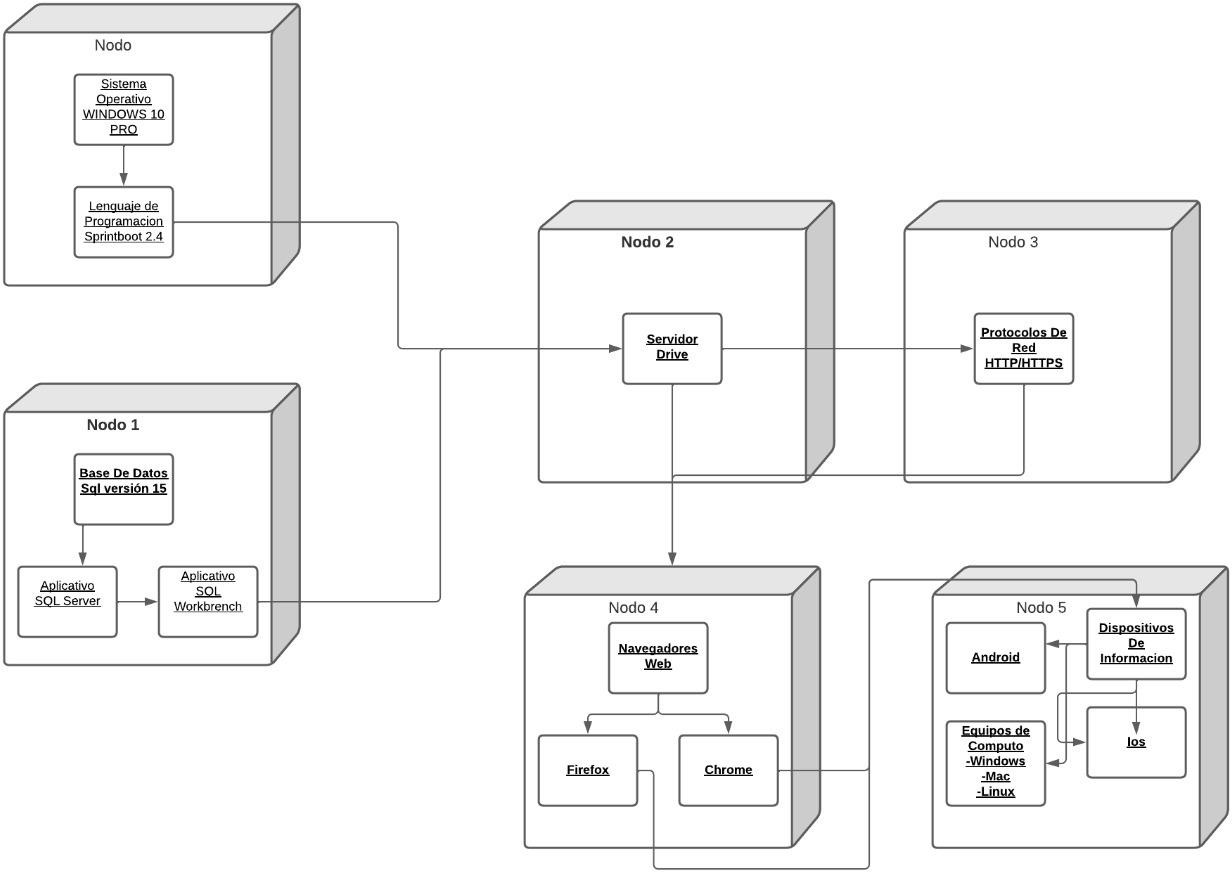 Nodo
Sistema
Operativo
WINDOWS 10
PRO
Lenguaje de
Programacion
Sprintboot 2.4
Nodo 1
Base De Datos
Sql versión 15
Aplicativo
SQL Server
Aplicativo
SQL
Workbrench
Nodo 2
Servidor
Drive
Nodo 3
Protocolos De
Red
HTTP/HTTPS
Nodo 4
Navegadores
Web
Firefox
Chrome
Nodo 5
Dispositivos
De
Informacion
Android
Equipos de
Computo
-Windows
-Mac
-Linux
Ios